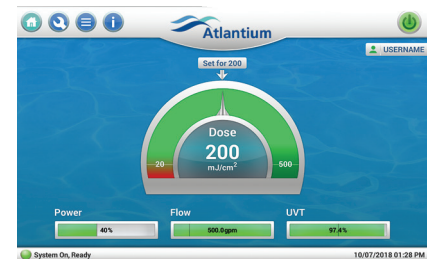 Atlantium
USERNAME
Set for 200
Dose
200
mJ/cm²
20
500
Power
Flow
UVT
40%
500.0gpm
97.4%
System On, Ready
10/07/2018 01:28 PM